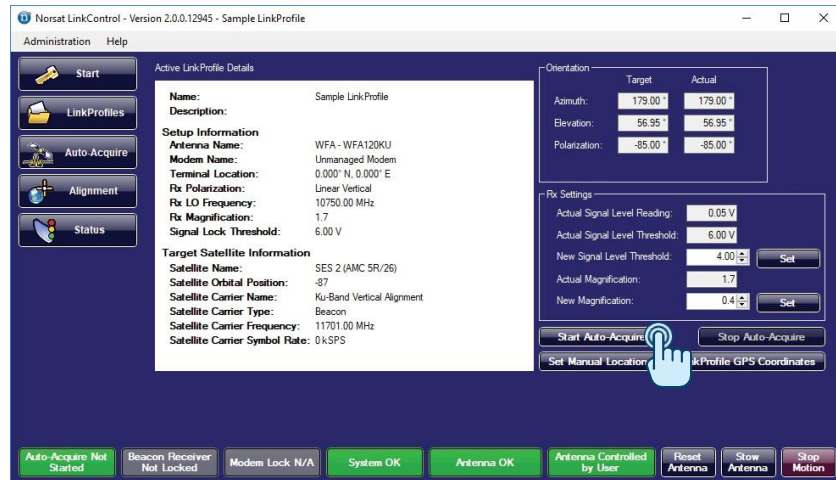 Norsat LinkControl - Version 2.0.0.12945 - Sample LinkProfile
Administration Help
Start
LinkProfiles
Auto-Acquire
Alignment
Status
Active LinkProfile Details
Name: Sample LinkProfile
Description:
Setup Information
Antenna Name: WFA - WFA120KU
Modem Name: Unmanaged Modem
Terminal Location: 0.000° N, 0.000° E
Rx Polarization: Linear Vertical
Rx LO Frequency: 10750.00 MHz
Rx Magnification: 1.7
Signal Lock Threshold: 6.00 V
Target Satellite Information
Satellite Name: SES 2 (AMC 5R/26)
Satellite Orbital Position: -87
Satellite Carrier Name: Ku-Band Vertical Alignment
Satellite Carrier Type: Beacon
Satellite Carrier Frequency: 11701.00 MHz
Satellite Carrier Symbol Rate: 0 kSPS
Orientation
Target Actual
Azimuth: 179.00 ° 179.00 °
Elevation: 56.95 ° 56.95 °
Polarization: -85.00 ° -85.00 °
Rx Settings
Actual Signal Level Reading: 0.05 V
Actual Signal Level Threshold: 6.00 V
New Signal Level Threshold: 4.00 Set
Actual Magnification: 1.7
New Magnification: 0.4 Set
Start Auto-Acquire Stop Auto-Acquire
Set Manual Location kProfile GPS Coordinates
Auto-Acquire Not
Started
Beacon Receiver
Not Locked
Modem Lock N/A
System OK
Antenna OK
Antenna Controlled
by User
Reset
Antenna
Stow
Antenna
Stop
Motion